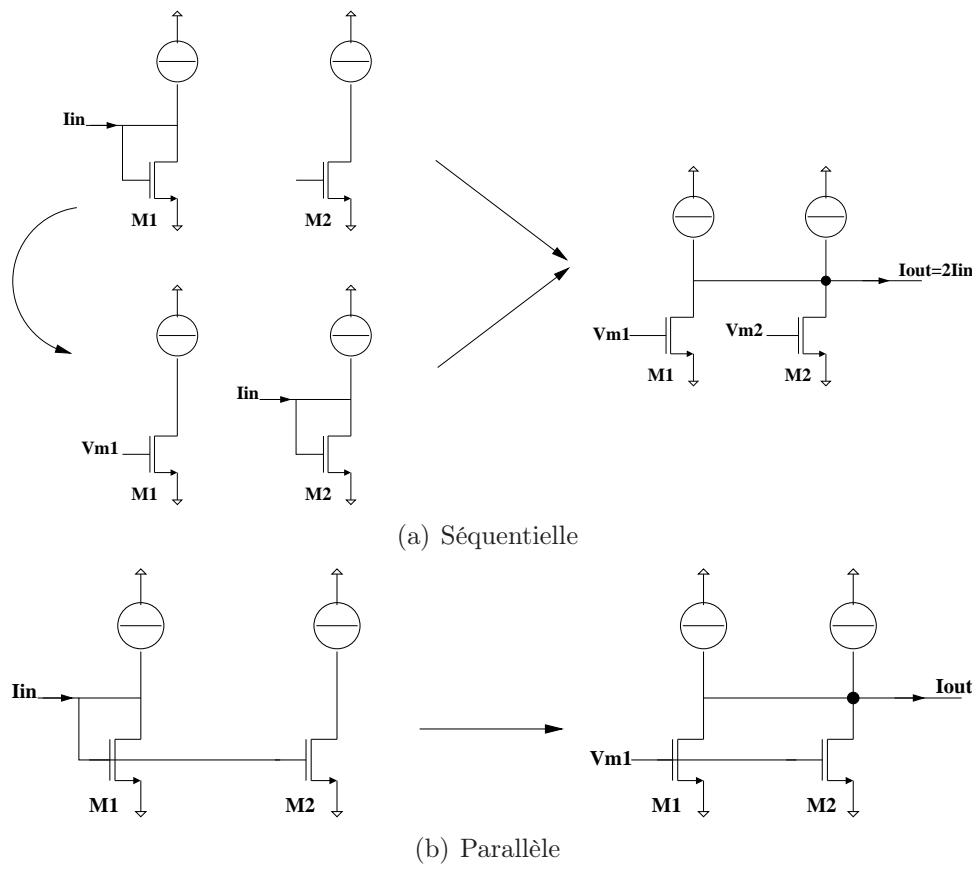 Iin
M1
M2
Iout=2Iin
Vm1
Vm2
M1
M2
Iin
Vm1
M1
M2
(a) Séquentielle
Iin
Iout
Vm1
M1
M2
M1
M2
(b) Parallèle